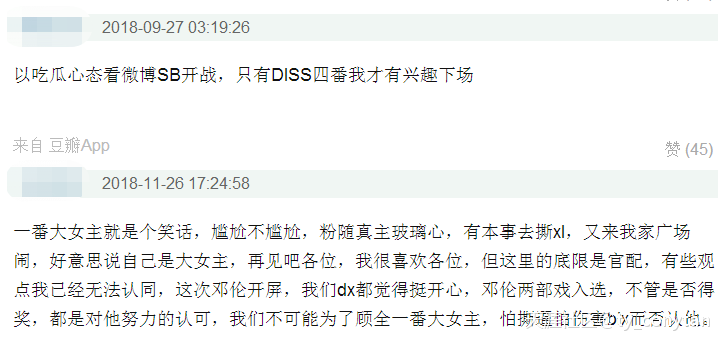 2018-09-27 03:19:26
以吃瓜心态看微博SB开战，只有DISS四番我才有兴趣下场
来自 豆瓣App
赞 (45)
2018-11-26 17:24:58
一番大女主就是个笑话，尴尬不尴尬，粉随真主玻璃心，有本事去撕xl，又来我家广场
闹，好意思说自己是大女主，再见吧各位，我很喜欢各位，但这里的底限是官配，有些观
点我已经无法认同，这次邓伦开屏，我们dx都觉得挺开心，邓伦两部戏入选，不管是否得
奖，都是对他努力的认可，我们不可能为了顾全一番大女主，怕撕逼怕伤害by而否认他，